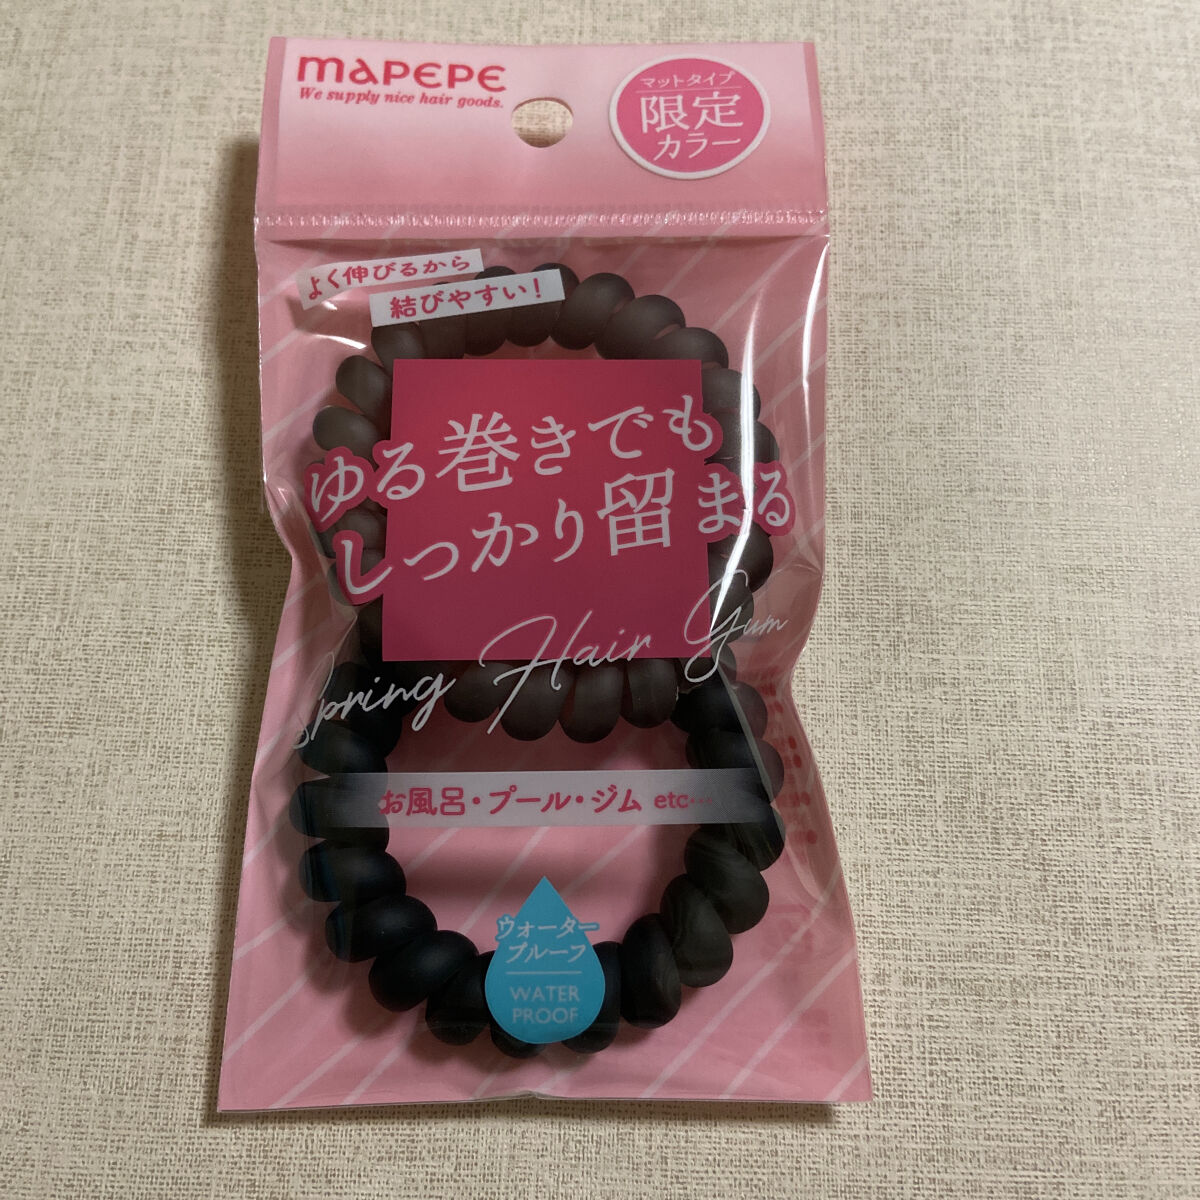 mAPEPE
We supply nice hair goods.
マットタイプ
限定
カラー
よく伸びるから
結びやすい!
ゆる巻きでも
しっかり留まる
Spring Hair Gum
お風呂・プール・ジム etc…
ウォーター
プルーフ
WATER
PROOF